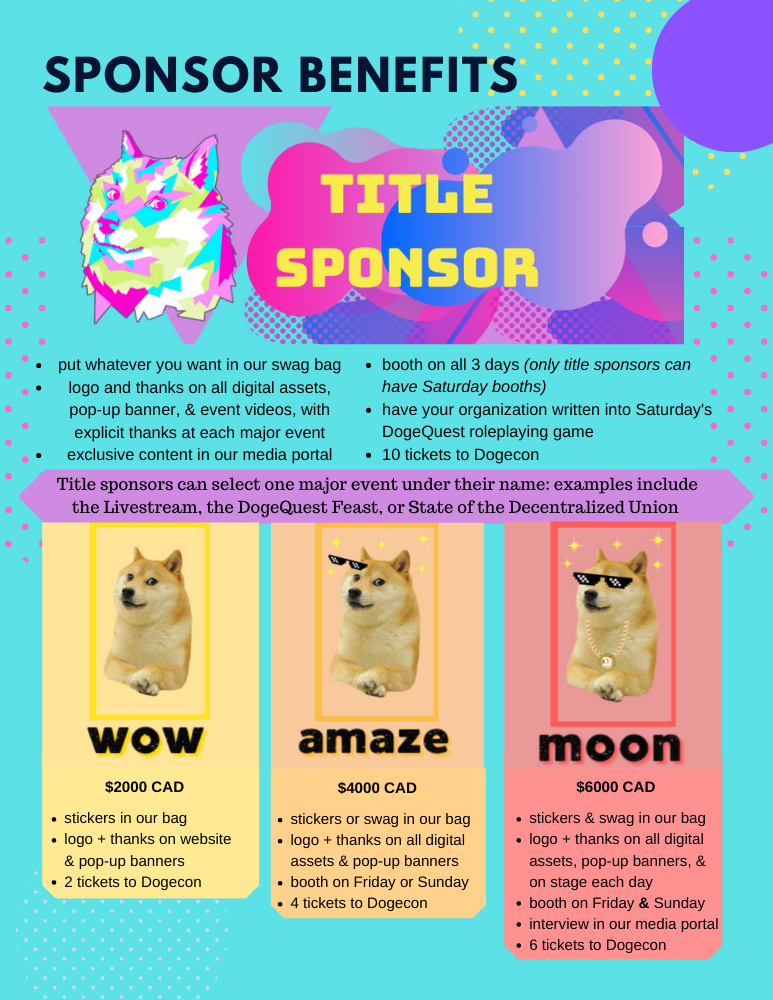 SPONSOR BENEFITS
TITLE
SPONSOR
• put whatever you want in our swag bag
• logo and thanks on all digital assets,
pop-up banner, & event videos, with
explicit thanks at each major event
• exclusive content in our media portal
• booth on all 3 days (only title sponsors can
have Saturday booths)
• have your organization written into Saturday's
DogeQuest roleplaying game
• 10 tickets to Dogecon
Title sponsors can select one major event under their name: examples include
the Livestream, the DogeQuest Feast, or State of the Decentralized Union
wow
$2000 CAD
• stickers in our bag
• logo + thanks on website
& pop-up banners
• 2 tickets to Dogecon
amaze
$4000 CAD
• stickers or swag in our bag
• logo + thanks on all digital
assets & pop-up banners
• booth on Friday or Sunday
• 4 tickets to Dogecon
moon
$6000 CAD
• stickers & swag in our bag
• logo + thanks on all digital
assets, pop-up banners, &
on stage each day
• booth on Friday & Sunday
• interview in our media portal
• 6 tickets to Dogecon